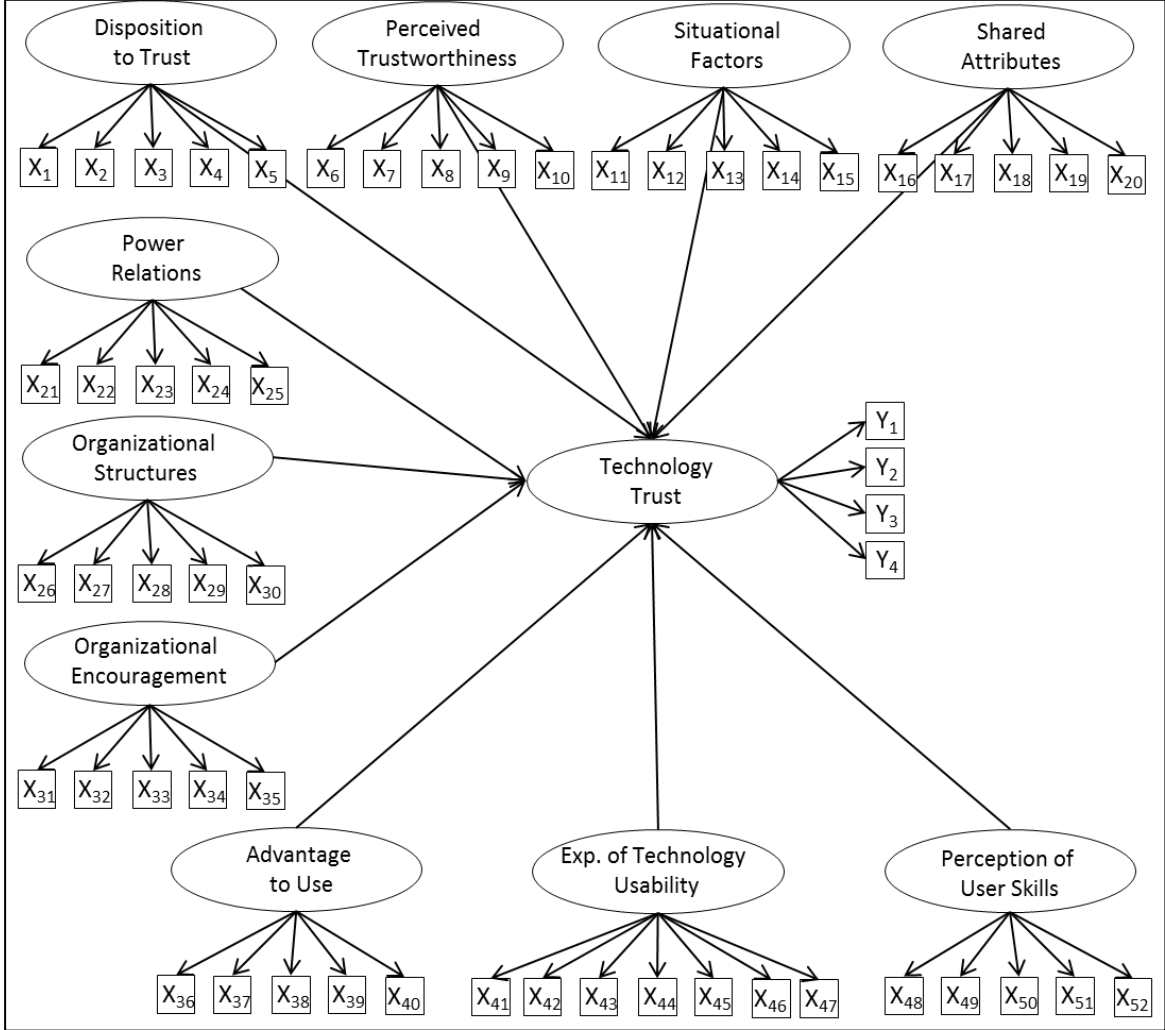 Disposition
to Trust
Perceived
Trustworthiness
Situational
Factors
Shared
Attributes
X₁ X₂ X₃ X₄ X₅ X₆ X₇ X₈ X₉ X₁₀ X₁₁ X₁₂ X₁₃ X₁₄ X₁₅ X₁₆ X₁₇ X₁₈ X₁₉ X₂₀
Power
Relations
X₂₁ X₂₂ X₂₃ X₂₄ X₂₅
Organizational
Structures
X₂₆ X₂₇ X₂₈ X₂₉ X₃₀
Technology
Trust
Y₁
Y₂
Y₃
Y₄
Organizational
Encouragement
X₃₁ X₃₂ X₃₃ X₃₄ X₃₅
Advantage
to Use
Exp. of Technology
Usability
Perception of
User Skills
X₃₆ X₃₇ X₃₈ X₃₉ X₄₀ X₄₁ X₄₂ X₄₃ X₄₄ X₄₅ X₄₆ X₄₇ X₄₈ X₄₉ X₅₀ X₅₁ X₅₂